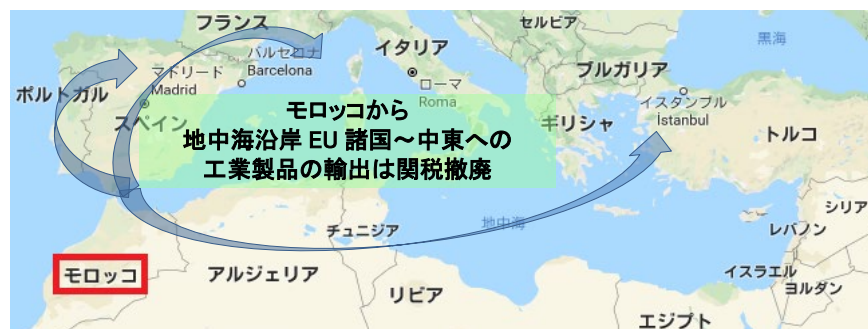 フランス
セルビア
黒海
イタリア
バルセロナ
Barcelona
マドリード
Madrid
ローマ
Roma
ブルガリア
ポルトガル
スペイン
イスタンブル
İstanbul
ギリシャ
トルコ
モロッコから
地中海沿岸 EU 諸国～中東への
工業製品の輸出は関税撤廃
シリア
チュニジア
地中海
レバノン
モロッコ
アルジェリア
イスラエル
ヨルダン
リビア
エジプト